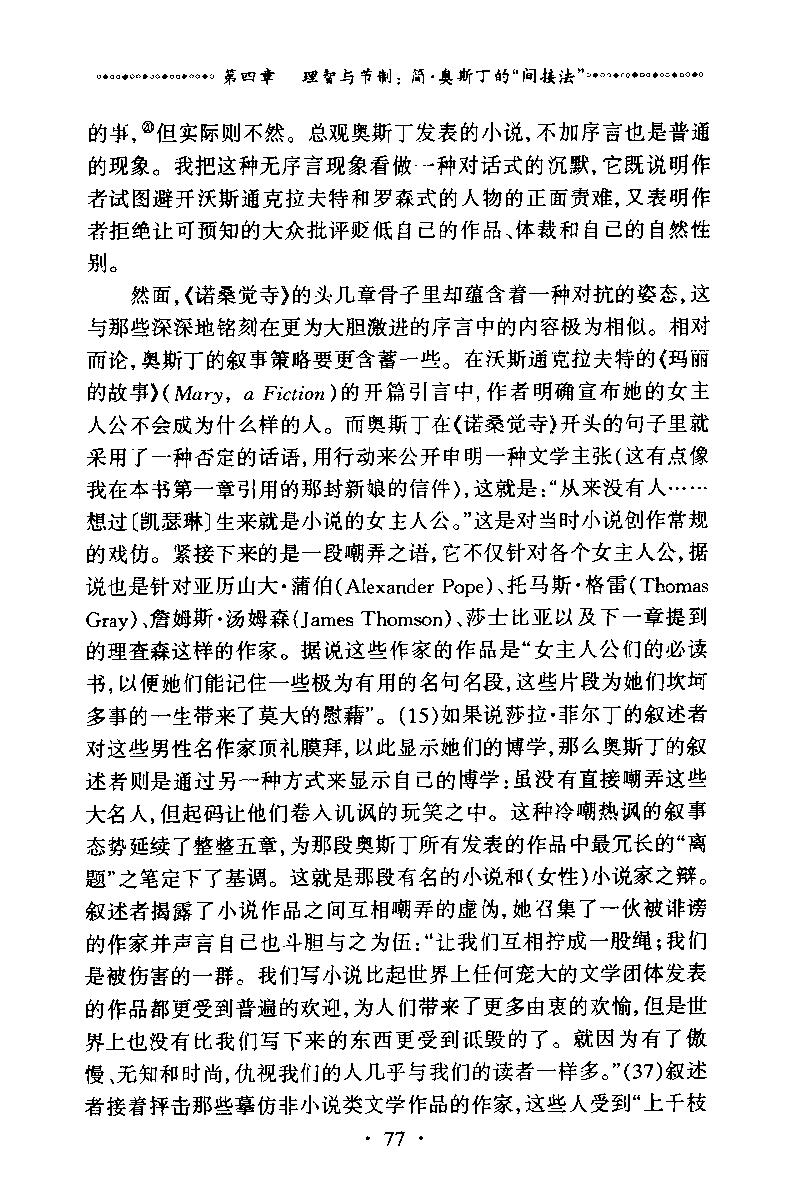 第四章 理智与节制：简·奥斯丁的“间接法”
的事，⑳但实际则不然。总观奥斯丁发表的小说，不加序言也是普通
的现象。我把这种无序言现象看做一种对话式的沉默，它既说明作
者试图避开沃斯通克拉夫特和罗森式的人物的正面责难，又表明作
者拒绝让可预知的大众批评贬低自己的作品、体裁和自己的自然性
别。
然面，《诺桑觉寺》的头几章骨子里却蕴含着一种对抗的姿态，这
与那些深深地铭刻在更为大胆激进的序言中的内容极为相似。相对
而论，奥斯丁的叙事策略要更含蓄一些。在沃斯通克拉夫特的《玛丽
的故事》（Mary, a Fiction）的开篇引言中，作者明确宣布她的女主
人公不会成为什么样的人。而奥斯丁在《诺桑觉寺》开头的句子里就
采用了一种否定的话语，用行动来公开申明一种文学主张（这有点像
我在本书第一章引用的那封新娘的信件），这就是：“从来没有人……
想过〔凯瑟琳〕生来就是小说的女主人公。”这是对当时小说创作常规
的戏仿。紧接下来的是一段嘲弄之语，它不仅针对各个女主人公，据
说也是针对亚历山大·蒲伯（Alexander Pope）、托马斯·格雷（Thomas
Gray）、詹姆斯·汤姆森（James Thomson）、莎士比亚以及下一章提到
的理查森这样的作家。据说这些作家的作品是“女主人公们的必读
书，以便她们能记住一些极为有用的名句名段，这些片段为她们坎坷
多事的一生带来了莫大的慰藉”。(15)如果说莎拉·菲尔丁的叙述者
对这些男性名作家顶礼膜拜，以此显示她们的博学，那么奥斯丁的叙
述者则是通过另一种方式来显示自己的博学：虽没有直接嘲弄这些
大名人，但起码让他们卷入讥讽的玩笑之中。这种冷嘲热讽的叙事
态势延续了整整五章，为那段奥斯丁所有发表的作品中最冗长的“离
题”之笔定下了基调。这就是那段有名的小说和（女性）小说家之辩。
叙述者揭露了小说作品之间互相嘲弄的虚伪，她召集了一伙被诽谤
的作家并声言自己也斗胆与之为伍：“让我们互相拧成一股绳；我们
是被伤害的一群。我们写小说比起世界上任何宠大的文学团体发表
的作品都更受到普遍的欢迎，为人们带来了更多由衷的欢愉，但是世
界上也没有比我们写下来的东西更受到诋毁的了。就因为有了傲
慢、无知和时尚，仇视我们的人几乎与我们的读者一样多。”(37)叙述
者接着抨击那些摹仿非小说类文学作品的作家，这些人受到“上千枝
· 77 ·